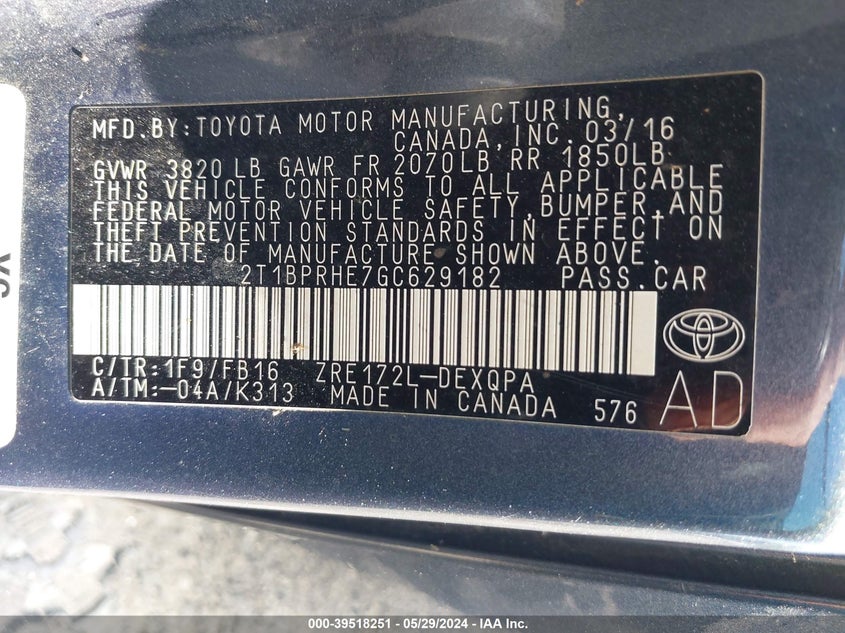 MFD.BY:TOYOTA MOTOR MANUFACTURING,
CANADA,INC. 03/16
GVWR 3820 LB GAWR FR 2070LB RR 1850LB
THIS VEHICLE CONFORMS TO ALL APPLICABLE
FEDERAL MOTOR VEHICLE SAFETY,BUMPER,AND
THEFT PREVENTION STANDARDS IN EFFECT ON
THE DATE OF MANUFACTURE SHOWN ABOVE.
2T1BPRHE7GC629182 PASS.CAR
C/TR:1F9/FB16 ZRE172L-DEXQPA
A/TM:-04A/K313 MADE IN CANADA 576 AD
000-39518251 - 05/29/2024 - IAA Inc.